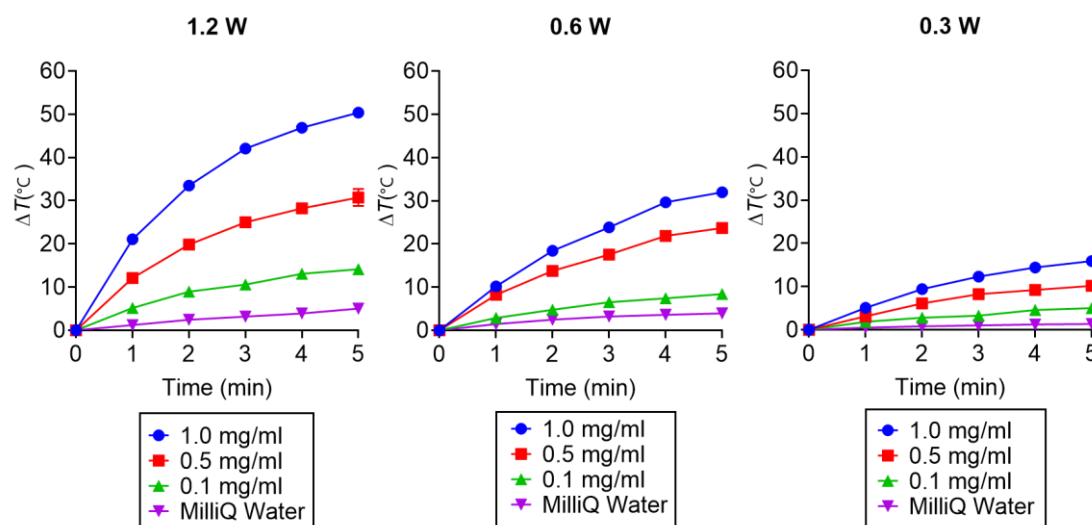 1.2 W
60
50
40
30
20
10
0
ΔT(℃)
0 1 2 3 4 5
Time (min)
1.0 mg/ml
0.5 mg/ml
0.1 mg/ml
MilliQ Water
0.6 W
60
50
40
30
20
10
0
ΔT(℃)
0 1 2 3 4 5
Time (min)
1.0 mg/ml
0.5 mg/ml
0.1 mg/ml
MilliQ Water
0.3 W
60
50
40
30
20
10
0
ΔT(℃)
0 1 2 3 4 5
Time (min)
1.0 mg/ml
0.5 mg/ml
0.1 mg/ml
MilliQ Water